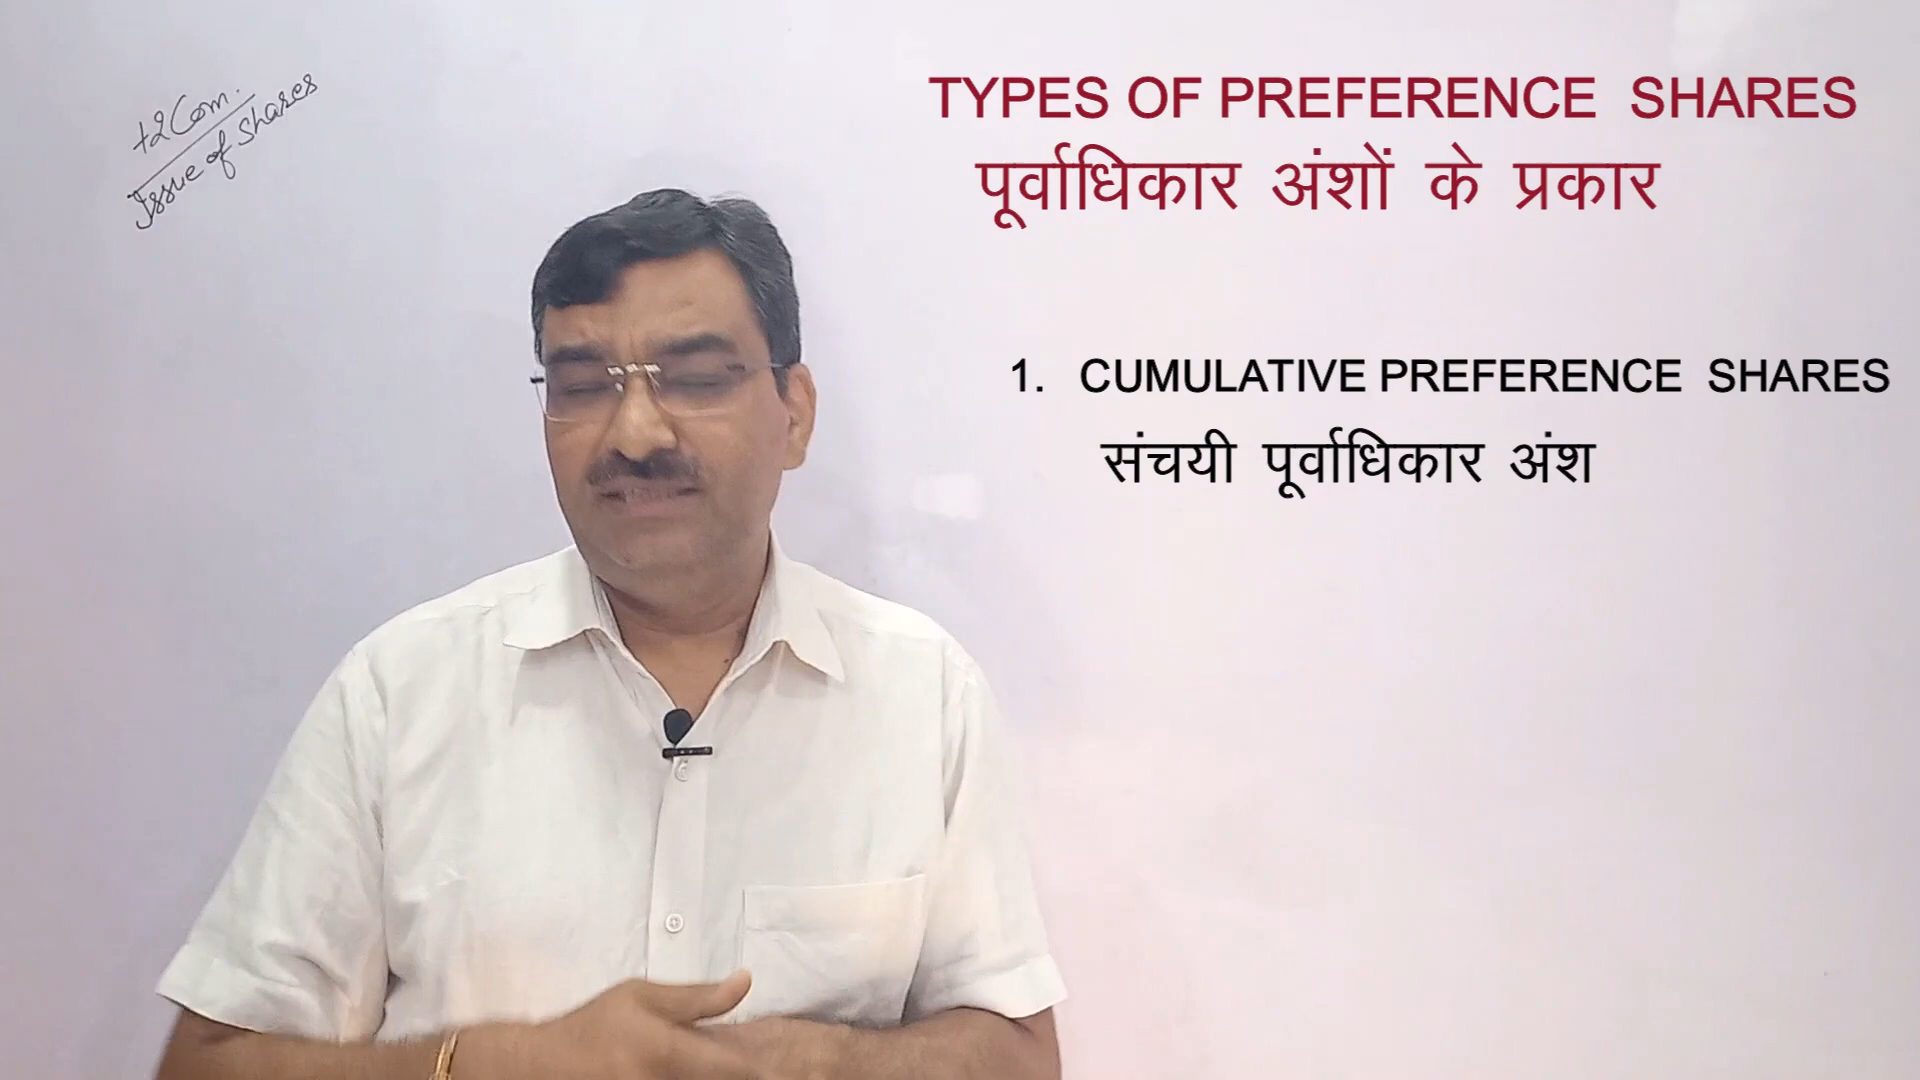 +2 Com.
Issue of Shares
TYPES OF PREFERENCE SHARES
पूर्वाधिकार अंशों के प्रकार
1. CUMULATIVE PREFERENCE SHARES
संचयी पूर्वाधिकार अंश